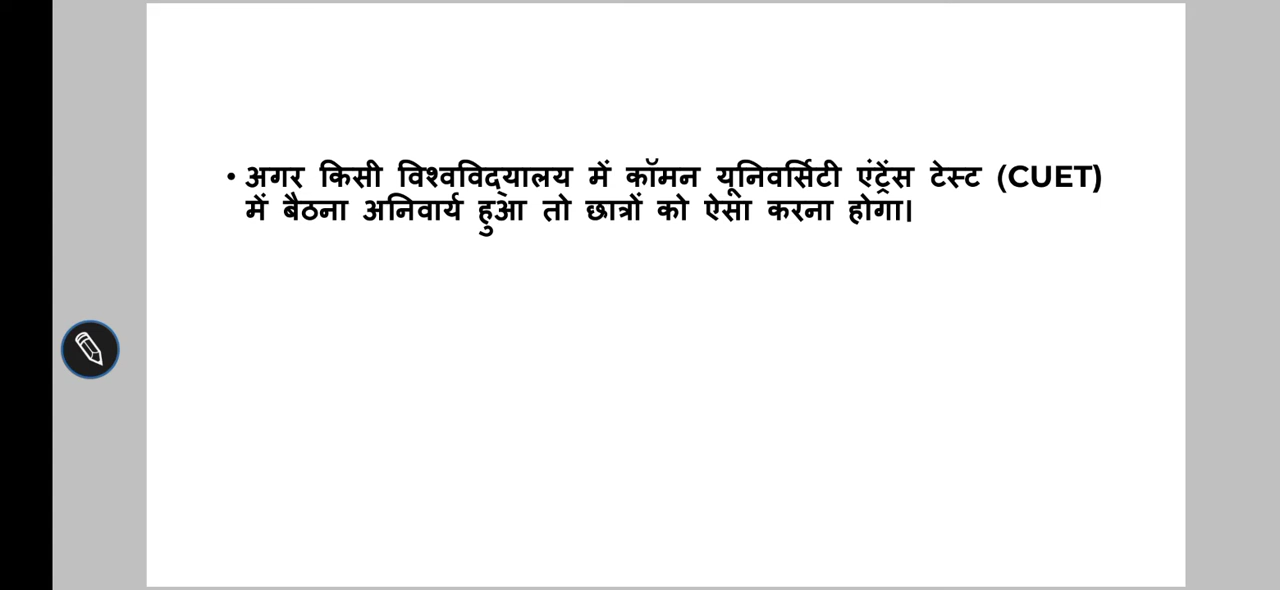 • अगर किसी विश्वविद्यालय में कॉमन यूनिवर्सिटी एंट्रेंस टेस्ट (CUET)
में बैठना अनिवार्य हुआ तो छात्रों को ऐसा करना होगा।